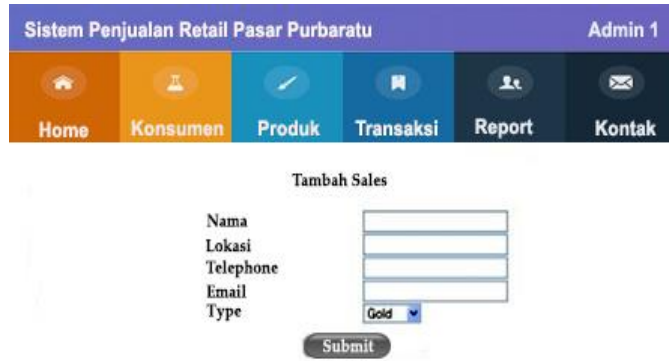 Sistem Penjualan Retail Pasar Purbaratu Admin 1
Home Konsumen Produk Transaksi Report Kontak
Tambah Sales
Nama
Lokasi
Telephone
Email
Type Gold
Submit